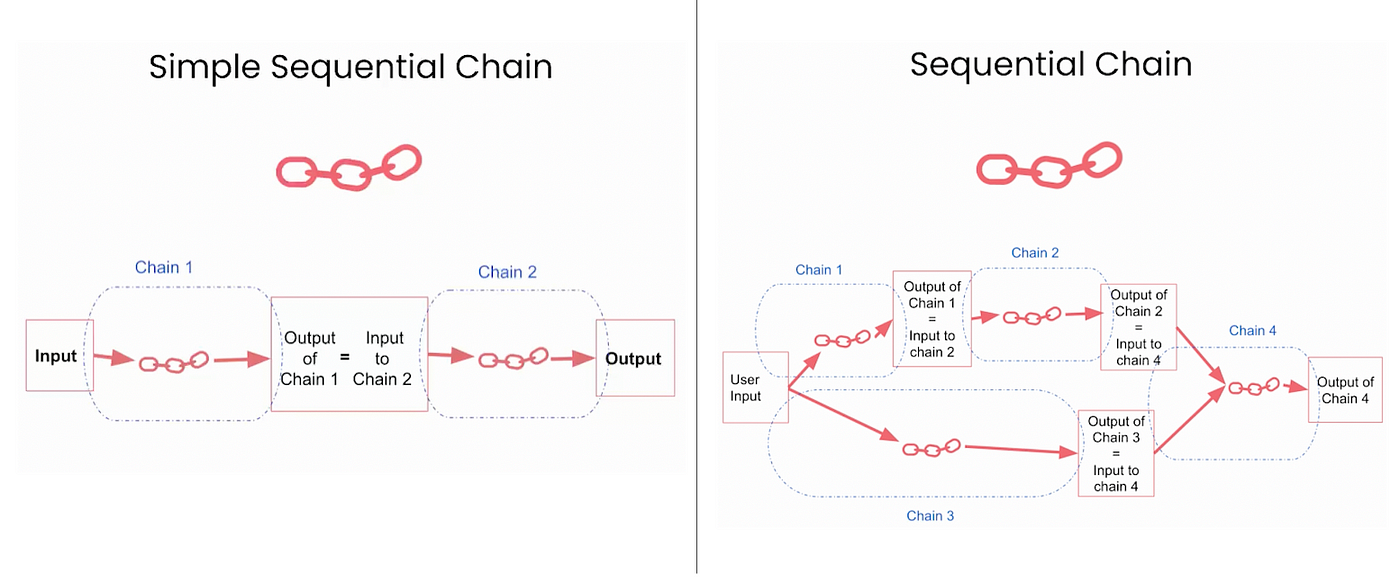 Simple Sequential Chain
Chain 1
Chain 2
Input
Output
of
Chain 1
=
Input
to
Chain 2
Output
Sequential Chain
Chain 1
Chain 2
Chain 4
User
Input
Output of
Chain 1
=
Input to
chain 2
Output of
Chain 2
=
Input to
chain 4
Output of
Chain 3
=
Input to
chain 4
Output of
Chain 4
Chain 3